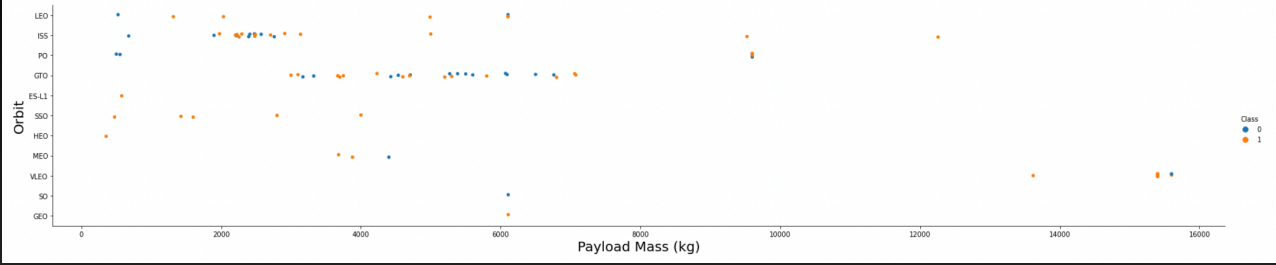 LEO
ISS
PO
GTO
ES-L1
SSO
HEO
MEO
VLEO
SO
GEO
Orbit
0 2000 4000 6000 8000 10000 12000 14000 16000
Payload Mass (kg)
Class
0
1